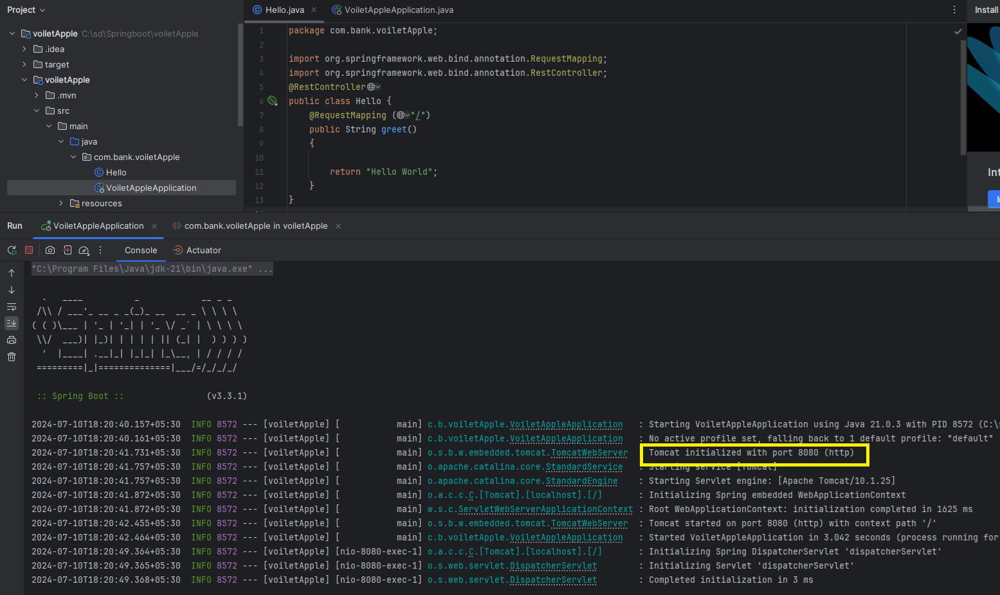 Project
voiletApple C:\sd\Springboot\voiletApple
.idea
target
voiletApple
.mvn
src
main
java
com.bank.voiletApple
Hello
VoiletAppleApplication
resources
Hello.java
VoiletAppleApplication.java
1 package com.bank.voiletApple;
2
3 import org.springframework.web.bind.annotation.RequestMapping;
4 import org.springframework.web.bind.annotation.RestController;
5 @RestController
6 public class Hello {
7 @RequestMapping ("/")
8 public String greet()
9 {
10
11 return "Hello World";
12 }
13 }
Install
Int
Run VoiletAppleApplication com.bank.voiletApple in voiletApple
Console Actuator
"C:\Program Files\Java\jdk-21\bin\java.exe" ...
  .   ____          _            __ _ _
 /\\ / ___'_ __ _ _(_)_ __  __ _ \ \ \ \
( ( )\___ | '_ | '_| | '_ \/ _` | \ \ \ \
 \\/  ___)| |_)| | | | | || (_| |  ) ) ) )
  '  |____| .__|_| |_|_| |_\__, | / / / /
 =========|_|==============|___/=/_/_/_/
:: Spring Boot :: (v3.3.1)
2024-07-10T18:20:40.157+05:30 INFO 8572 --- [voiletApple] [ main] c.b.voiletApple.VoiletAppleApplication : Starting VoiletAppleApplication using Java 21.0.3 with PID 8572 (C:\s
2024-07-10T18:20:40.161+05:30 INFO 8572 --- [voiletApple] [ main] c.b.voiletApple.VoiletAppleApplication : No active profile set, falling back to 1 default profile: "default"
2024-07-10T18:20:41.731+05:30 INFO 8572 --- [voiletApple] [ main] o.s.b.w.embedded.tomcat.TomcatWebServer Tomcat initialized with port 8080 (http)
2024-07-10T18:20:41.757+05:30 INFO 8572 --- [voiletApple] [ main] o.apache.catalina.core.StandardService : Starting service [Tomcat]
2024-07-10T18:20:41.757+05:30 INFO 8572 --- [voiletApple] [ main] o.apache.catalina.core.StandardEngine : Starting Servlet engine: [Apache Tomcat/10.1.25]
2024-07-10T18:20:41.872+05:30 INFO 8572 --- [voiletApple] [ main] o.a.c.c.C.[Tomcat].[localhost].[/] : Initializing Spring embedded WebApplicationContext
2024-07-10T18:20:41.872+05:30 INFO 8572 --- [voiletApple] [ main] w.s.c.ServletWebServerApplicationContext : Root WebApplicationContext: initialization completed in 1625 ms
2024-07-10T18:20:42.455+05:30 INFO 8572 --- [voiletApple] [ main] o.s.b.w.embedded.tomcat.TomcatWebServer : Tomcat started on port 8080 (http) with context path '/'
2024-07-10T18:20:42.464+05:30 INFO 8572 --- [voiletApple] [ main] c.b.voiletApple.VoiletAppleApplication : Started VoiletAppleApplication in 3.042 seconds (process running for
2024-07-10T18:20:49.364+05:30 INFO 8572 --- [voiletApple] [nio-8080-exec-1] o.a.c.c.C.[Tomcat].[localhost].[/] : Initializing Spring DispatcherServlet 'dispatcherServlet'
2024-07-10T18:20:49.365+05:30 INFO 8572 --- [voiletApple] [nio-8080-exec-1] o.s.web.servlet.DispatcherServlet : Initializing Servlet 'dispatcherServlet'
2024-07-10T18:20:49.368+05:30 INFO 8572 --- [voiletApple] [nio-8080-exec-1] o.s.web.servlet.DispatcherServlet : Completed initialization in 3 ms